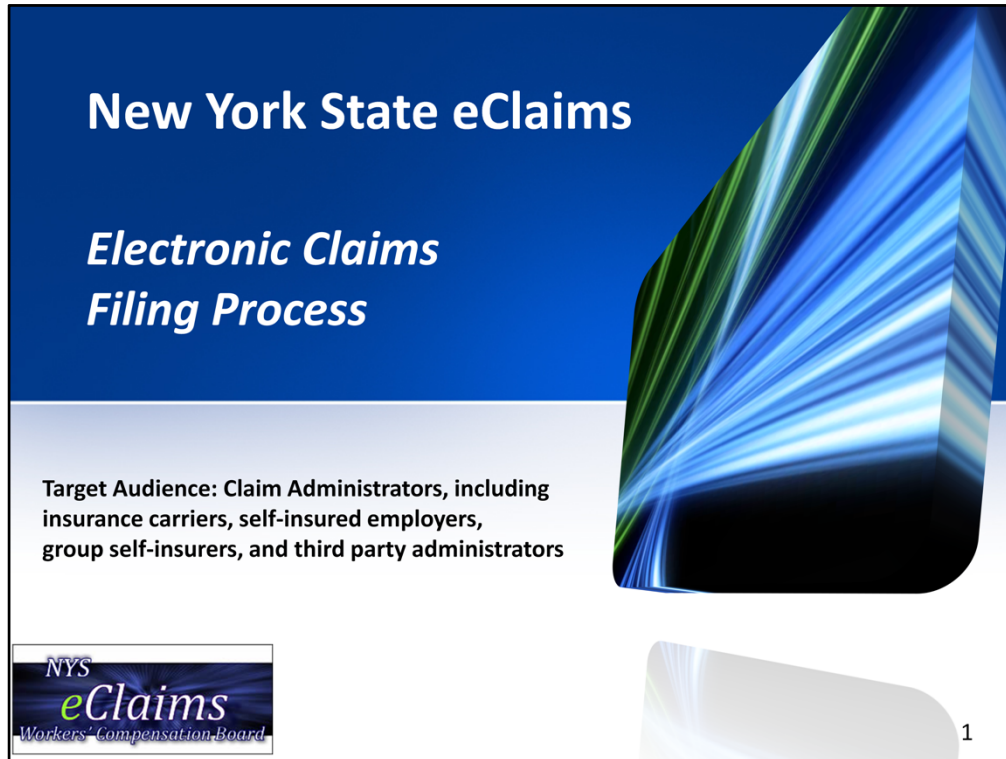 New York State eClaims
Electronic Claims
Filing Process
Target Audience: Claim Administrators, including
insurance carriers, self-insured employers,
group self-insurers, and third party administrators
NYS
eClaims
Workers' Compensation Board
1